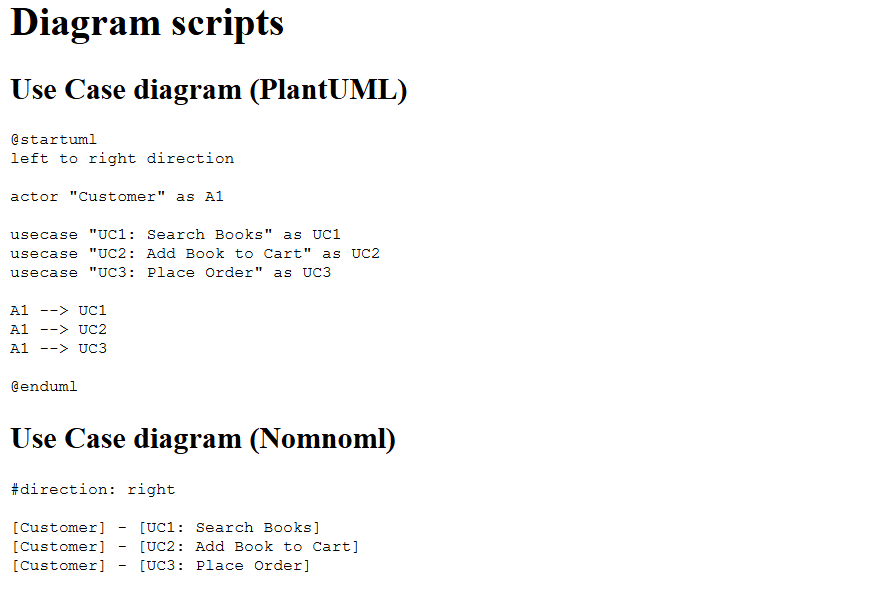 Diagram scripts
Use Case diagram (PlantUML)
@startuml
left to right direction
actor "Customer" as A1
usecase "UC1: Search Books" as UC1
usecase "UC2: Add Book to Cart" as UC2
usecase "UC3: Place Order" as UC3
A1 --> UC1
A1 --> UC2
A1 --> UC3
@enduml
Use Case diagram (Nomnoml)
#direction: right
[Customer] - [UC1: Search Books]
[Customer] - [UC2: Add Book to Cart]
[Customer] - [UC3: Place Order]